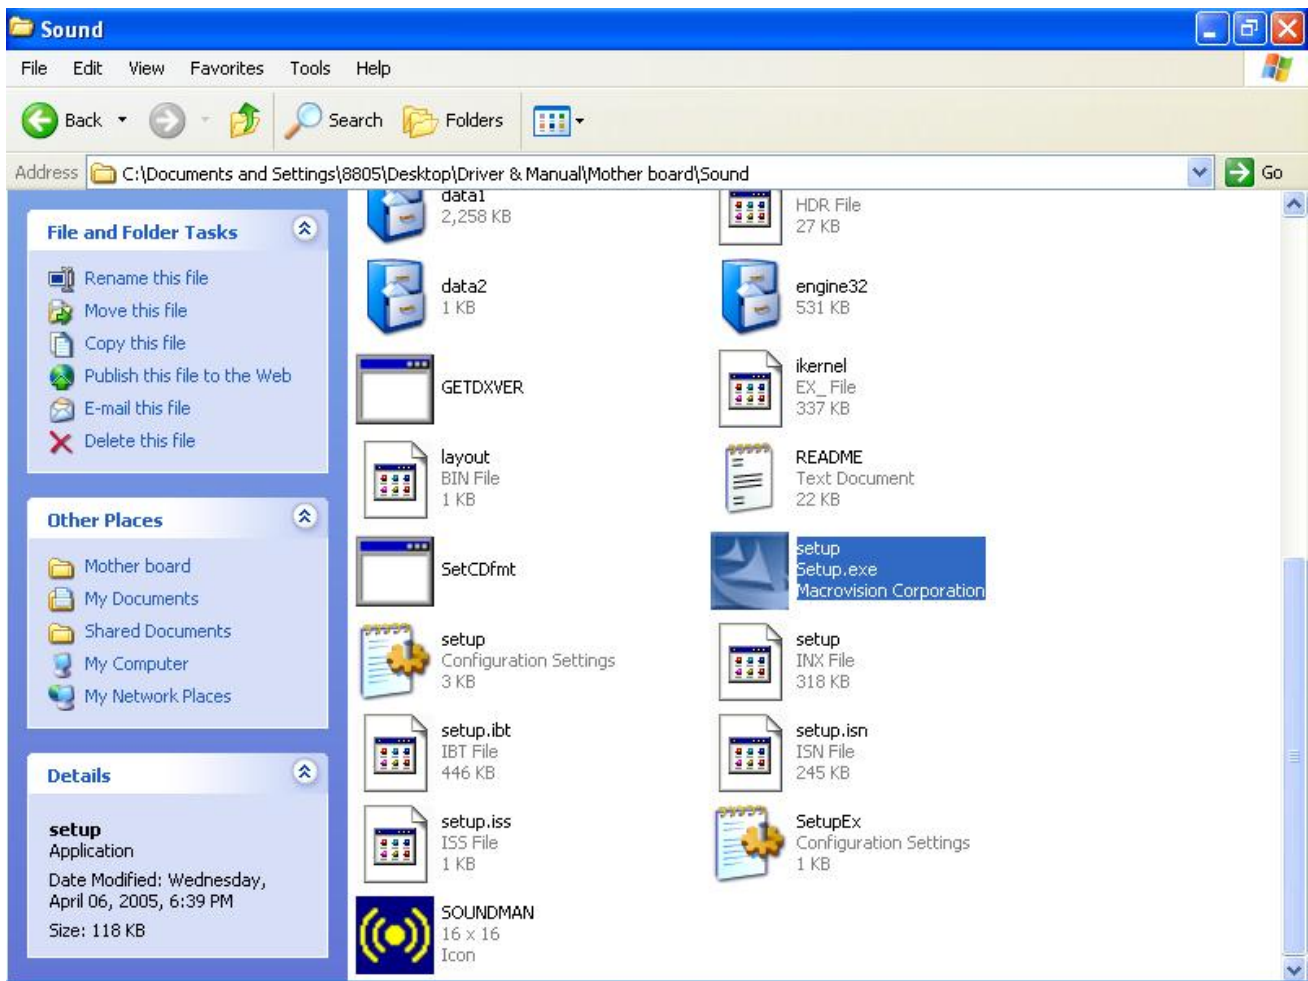 Sound
File Edit View Favorites Tools Help
Back Search Folders
Address C:\Documents and Settings\8805\Desktop\Driver & Manual\Mother board\Sound Go
File and Folder Tasks
Rename this file
Move this file
Copy this file
Publish this file to the Web
E-mail this file
Delete this file
Other Places
Mother board
My Documents
Shared Documents
My Computer
My Network Places
Details
setup
Application
Date Modified: Wednesday,
April 06, 2005, 6:39 PM
Size: 118 KB
data1
2,258 KB
HDR File
27 KB
data2
1 KB
engine32
531 KB
GETDXVER
ikernel
EX_ File
337 KB
layout
BIN File
1 KB
README
Text Document
22 KB
SetCDfmt
setup
Setup.exe
Macrovision Corporation
setup
Configuration Settings
3 KB
setup
INX File
318 KB
setup.ibt
IBT File
446 KB
setup.isn
ISN File
245 KB
setup.iss
ISS File
1 KB
SetupEx
Configuration Settings
1 KB
SOUNDMAN
16 x 16
Icon